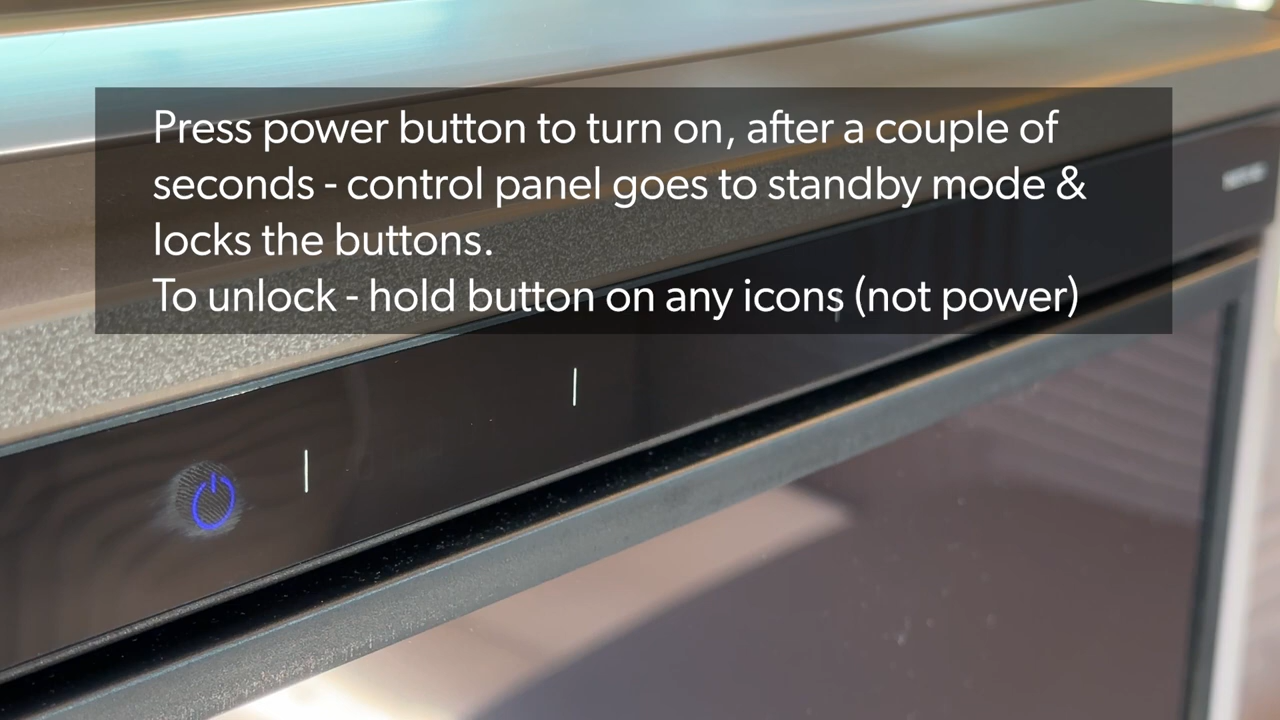 Press power button to turn on, after a couple of
seconds - control panel goes to standby mode &
locks the buttons.
To unlock - hold button on any icons (not power)